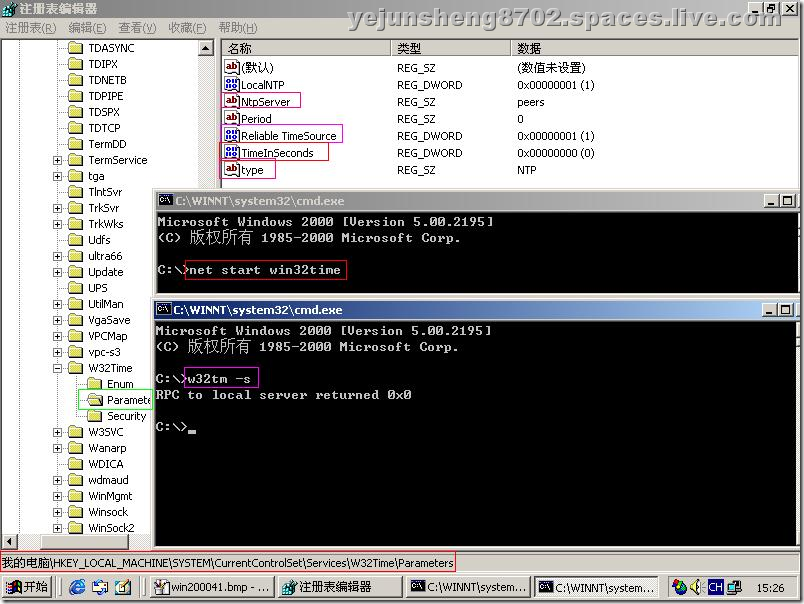 注册表编辑器
yejunsheng8702.spaces.live.com
注册表(R) 编辑(E) 查看(V) 收藏(F) 帮助(H)
TDASYNC
TDIPX
TDNETB
TDPIPE
TDSPX
TDTCP
TermDD
TermService
tga
TlntSvr
TrkSvr
TrkWks
Udfs
ultra66
Update
UPS
UtilMan
VgaSave
VPCMap
vpc-s3
W32Time
Enum
Paramete
Security
W3SVC
Wanarp
WDICA
wdmaud
WinMgmt
Winsock
WinSock2
名称 类型 数据
(默认) REG_SZ (数值未设置)
LocalNTP REG_DWORD 0x00000001 (1)
NtpServer REG_SZ peers
Period REG_SZ 0
Reliable TimeSource REG_DWORD 0x00000001 (1)
TimeInSeconds REG_DWORD 0x00000000 (0)
type REG_SZ NTP
C:\WINNT\system32\cmd.exe
Microsoft Windows 2000 [Version 5.00.2195]
(C) 版权所有 1985-2000 Microsoft Corp.
C:\>net start win32time
C:\WINNT\system32\cmd.exe
Microsoft Windows 2000 [Version 5.00.2195]
(C) 版权所有 1985-2000 Microsoft Corp.
C:\>w32tm -s
RPC to local server returned 0x0
C:\>
我的电脑\HKEY_LOCAL_MACHINE\SYSTEM\CurrentControlSet\Services\W32Time\Parameters
开始 win200041.bmp - ... 注册表编辑器 C:\WINNT\system... C:\WINNT\system... CH 15:26